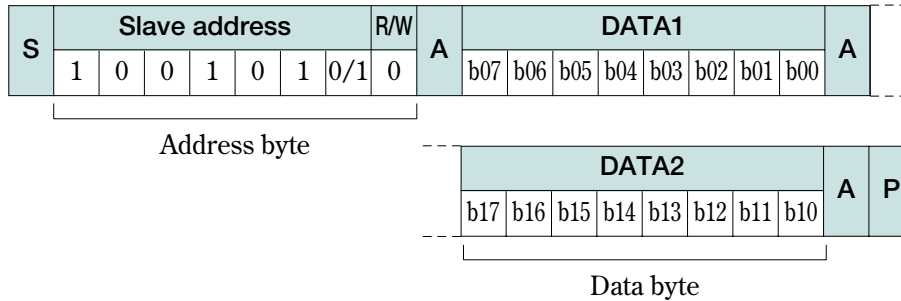 S Slave address R/W A DATA1 A
1 0 0 1 0 1 0/1 0 b07 b06 b05 b04 b03 b02 b01 b00
Address byte
DATA2 A P
b17 b16 b15 b14 b13 b12 b11 b10
Data byte